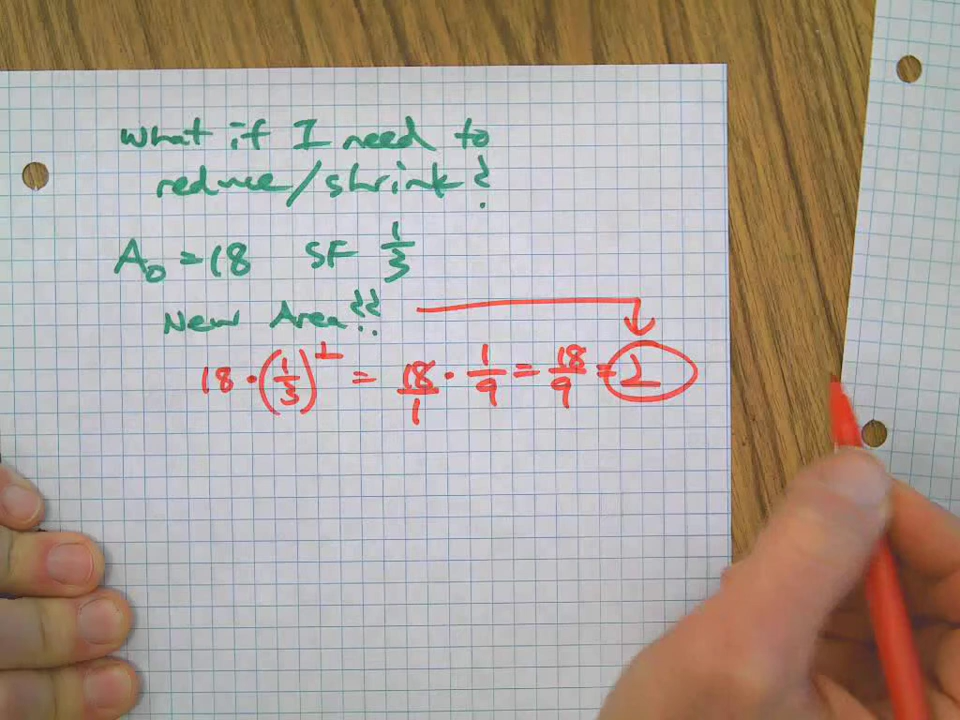 What if I need to
reduce/shrink?
A₀ = 18 SF 1/3
New Area??
18 · (1/3)² = 18/1 · 1/9 = 18/9 = 2